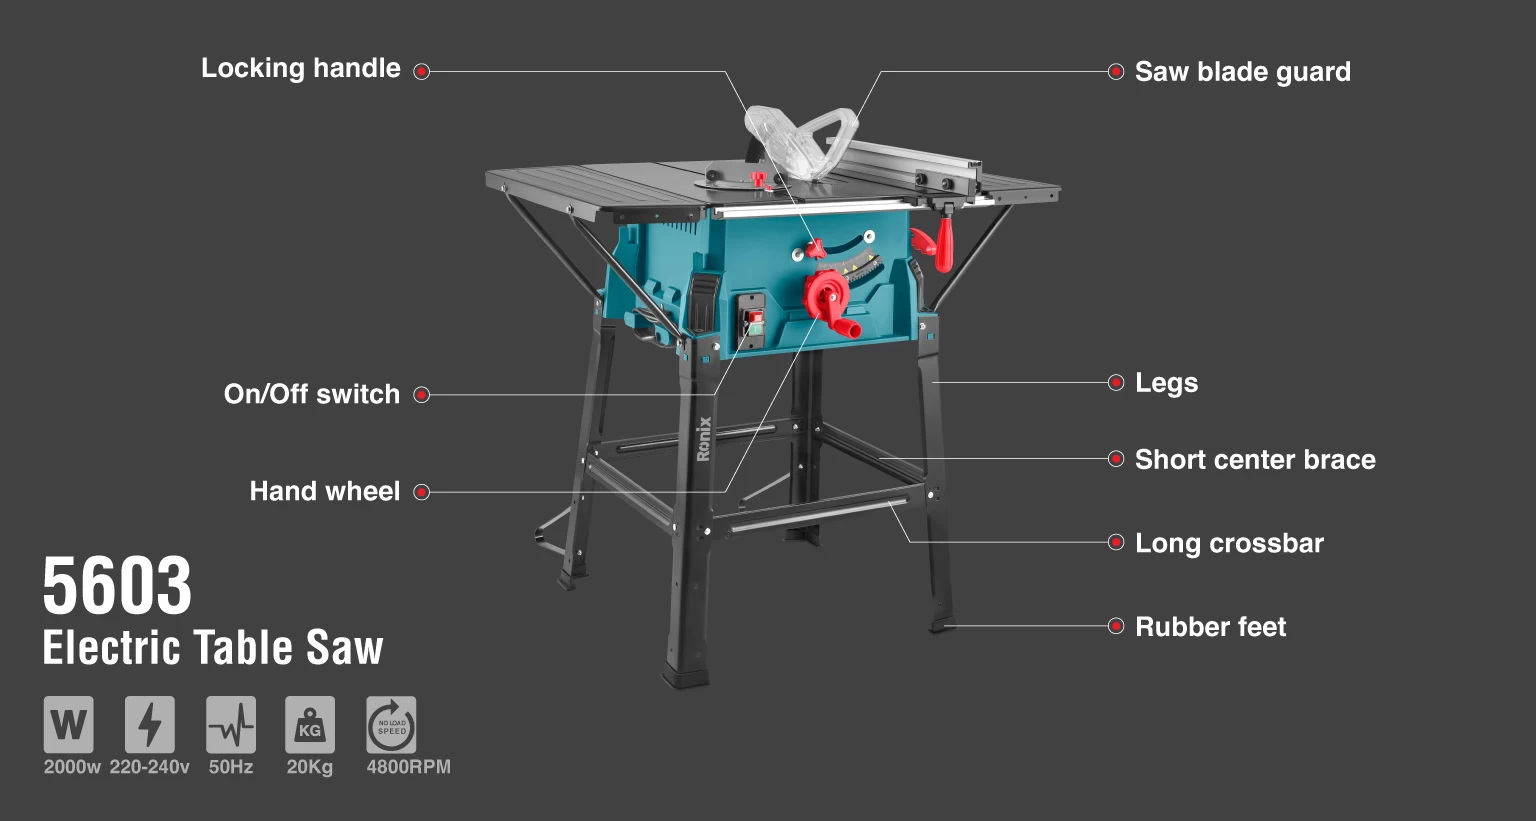 Locking handle
Saw blade guard
On/Off switch
Legs
Ronix
Short center brace
Hand wheel
Long crossbar
Rubber feet
5603
Electric Table Saw
W
KG
NO LOAD
SPEED
2000w 220-240v 50Hz 20Kg 4800RPM